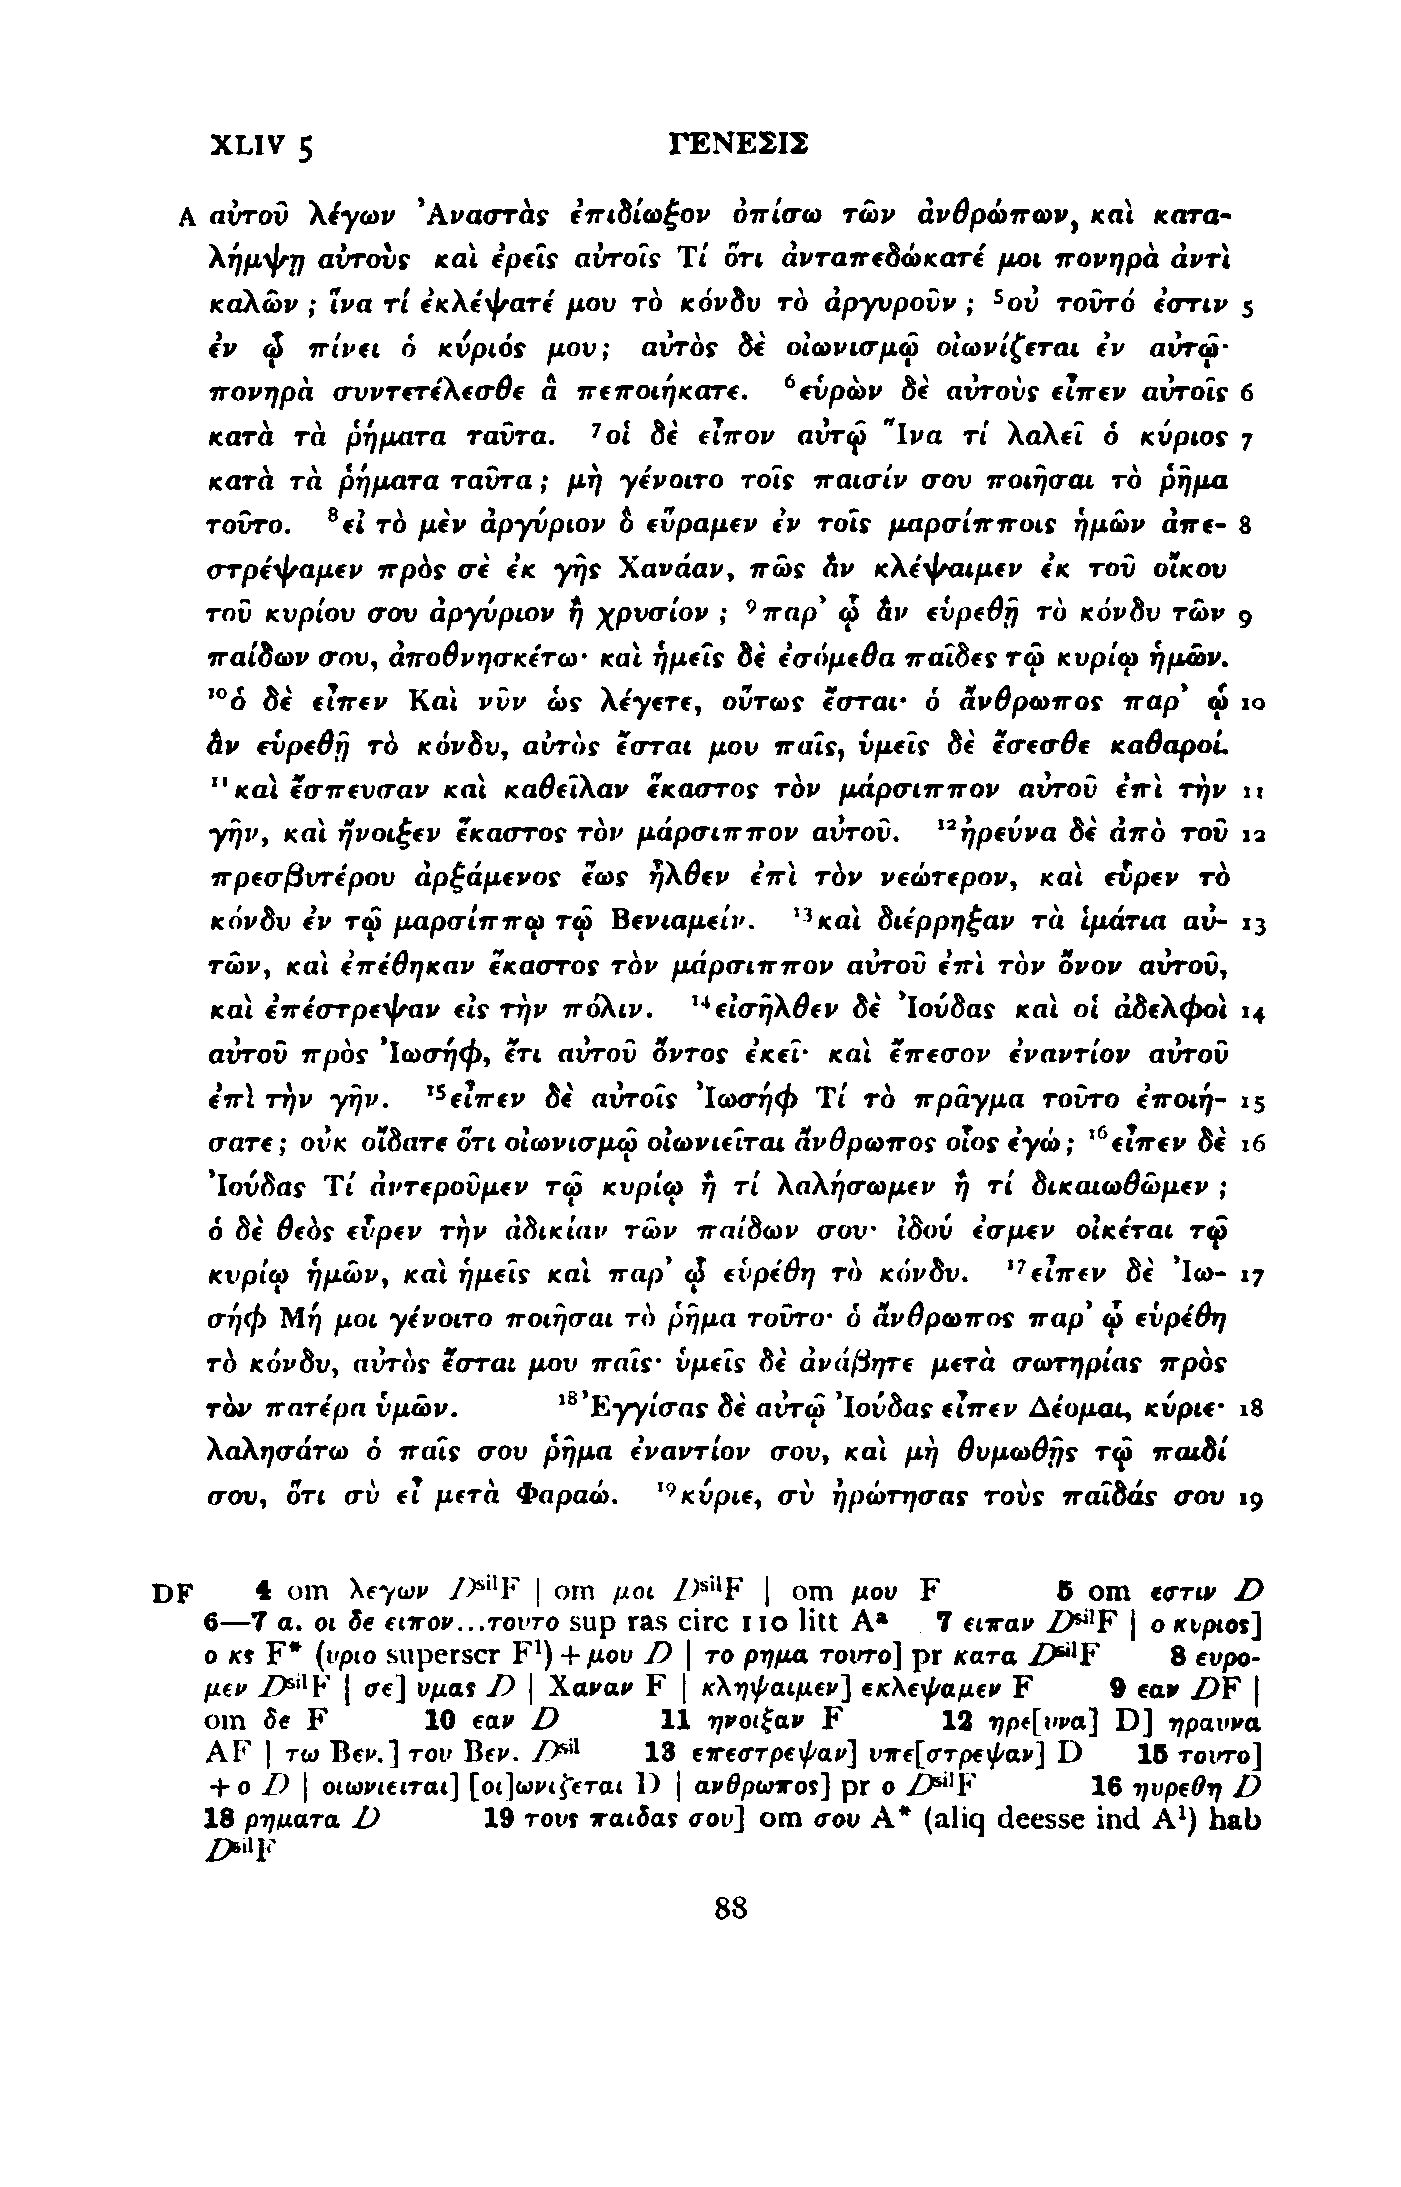 XLIV 5 ΓΕΝΕΣΙΣ
A αὐτοῦ λέγων Ἀναστὰς ἐπιδίωξον ὀπίσω τῶν ἀνθρώπων, καὶ κατα-
λήμψῃ αὐτοὺς καὶ ἐρεῖς αὐτοῖς Τί ὅτι ἀνταπεδώκατέ μοι πονηρὰ ἀντὶ
καλῶν ; ἵνα τί ἐκλέψατέ μου τὸ κόνδυ τὸ ἀργυροῦν ; ⁵οὐ τοῦτό ἐστιν 5
ἐν ᾧ πίνει ὁ κύριός μου; αὐτὸς δὲ οἰωνισμῷ οἰωνίζεται ἐν αὐτῷ·
πονηρὰ συντετέλεσθε ἃ πεποιήκατε. ⁶εὑρὼν δὲ αὐτοὺς εἶπεν αὐτοῖς 6
κατὰ τὰ ῥήματα ταῦτα. ⁷οἱ δὲ εἶπον αὐτῷ Ἵνα τί λαλεῖ ὁ κύριος 7
κατὰ τὰ ῥήματα ταῦτα ; μὴ γένοιτο τοῖς παισίν σου ποιῆσαι τὸ ῥῆμα
τοῦτο. ⁸εἰ τὸ μὲν ἀργύριον ὃ εὕραμεν ἐν τοῖς μαρσίπποις ἡμῶν ἀπε- 8
στρέψαμεν πρὸς σὲ ἐκ γῆς Χανάαν, πῶς ἂν κλέψαιμεν ἐκ τοῦ οἴκου
τοῦ κυρίου σου ἀργύριον ἢ χρυσίον ; ⁹παρ’ ᾧ ἂν εὑρεθῇ τὸ κόνδυ τῶν 9
παίδων σου, ἀποθνησκέτω· καὶ ἡμεῖς δὲ ἐσόμεθα παῖδες τῷ κυρίῳ ἡμῶν.
¹⁰ὁ δὲ εἶπεν Καὶ νῦν ὡς λέγετε, οὕτως ἔσται· ὁ ἄνθρωπος παρ’ ᾧ 10
ἂν εὑρεθῇ τὸ κόνδυ, αὐτὸς ἔσται μου παῖς, ὑμεῖς δὲ ἔσεσθε καθαροί.
¹¹καὶ ἔσπευσαν καὶ καθεῖλαν ἕκαστος τὸν μάρσιππον αὐτοῦ ἐπὶ τὴν 11
γῆν, καὶ ἤνοιξεν ἕκαστος τὸν μάρσιππον αὐτοῦ. ¹²ἠρεύνα δὲ ἀπὸ τοῦ 12
πρεσβυτέρου ἀρξάμενος ἕως ἦλθεν ἐπὶ τὸν νεώτερον, καὶ εὗρεν τὸ
κόνδυ ἐν τῷ μαρσίππῳ τῷ Βενιαμείν. ¹³καὶ διέρρηξαν τὰ ἱμάτια αὐ- 13
τῶν, καὶ ἐπέθηκαν ἕκαστος τὸν μάρσιππον αὐτοῦ ἐπὶ τὸν ὄνον αὐτοῦ,
καὶ ἐπέστρεψαν εἰς τὴν πόλιν. ¹⁴εἰσῆλθεν δὲ Ἰούδας καὶ οἱ ἀδελφοὶ 14
αὐτοῦ πρὸς Ἰωσήφ, ἔτι αὐτοῦ ὄντος ἐκεῖ· καὶ ἔπεσον ἐναντίον αὐτοῦ
ἐπὶ τὴν γῆν. ¹⁵εἶπεν δὲ αὐτοῖς Ἰωσήφ Τί τὸ πρᾶγμα τοῦτο ἐποιή- 15
σατε ; οὐκ οἴδατε ὅτι οἰωνισμῷ οἰωνιεῖται ἄνθρωπος οἷος ἐγώ; ¹⁶εἶπεν δὲ 16
Ἰούδας Τί ἀντεροῦμεν τῷ κυρίῳ ἢ τί λαλήσωμεν ἢ τί δικαιωθῶμεν ;
ὁ δὲ θεὸς εὗρεν τὴν ἀδικίαν τῶν παίδων σου· ἰδού ἐσμεν οἰκέται τῷ
κυρίῳ ἡμῶν, καὶ ἡμεῖς καὶ παρ’ ᾧ εὑρέθη τὸ κόνδυ. ¹⁷εἶπεν δὲ Ἰω- 17
σήφ Μή μοι γένοιτο ποιῆσαι τὸ ῥῆμα τοῦτο· ὁ ἄνθρωπος παρ’ ᾧ εὑρέθη
τὸ κόνδυ, αὐτὸς ἔσται μου παῖς· ὑμεῖς δὲ ἀνάβητε μετὰ σωτηρίας πρὸς
τὸν πατέρα ὑμῶν. ¹⁸Ἐγγίσας δὲ αὐτῷ Ἰούδας εἶπεν Δέομαι, κύριε· 18
λαλησάτω ὁ παῖς σου ῥῆμα ἐναντίον σου, καὶ μὴ θυμωθῇς τῷ παιδί
σου, ὅτι σὺ εἶ μετὰ Φαραώ. ¹⁹κύριε, σὺ ἠρώτησας τοὺς παῖδάς σου 19
DF 4 om λεγων DˢⁱˡF | om μοι DˢⁱˡF | om μου F 5 om εστιν D
6—7 a. οι δε ειπον...τουτο sup ras circ 110 litt Aᵃ 7 ειπαν DˢⁱˡF | ο κυριος]
ο κς F* (υριο superscr F¹) + μου D | το ρημα τουτο] pr κατα DˢⁱˡF 8 ευρο-
μεν DˢⁱˡF | σε] υμας D | Χαναν F | κληψαιμεν] εκλεψαμεν F 9 εαν DF |
om δε F 10 εαν D 11 ηνοιξαν F 12 ηρε[υνα] D] ηραυνα
AF | τω Βεν.] του Βεν. Dˢⁱˡ 13 επεστρεψαν] υπε[στρεψαν] D 15 τουτο]
+ ο D | οιωνιειται] [οι]ωνιζεται D | ανθρωπος] pr ο DˢⁱˡF 16 ηυρεθη D
18 ρηματα D 19 τους παιδας σου] om σου A* (aliq deesse ind A¹) hab
DˢⁱˡF
88